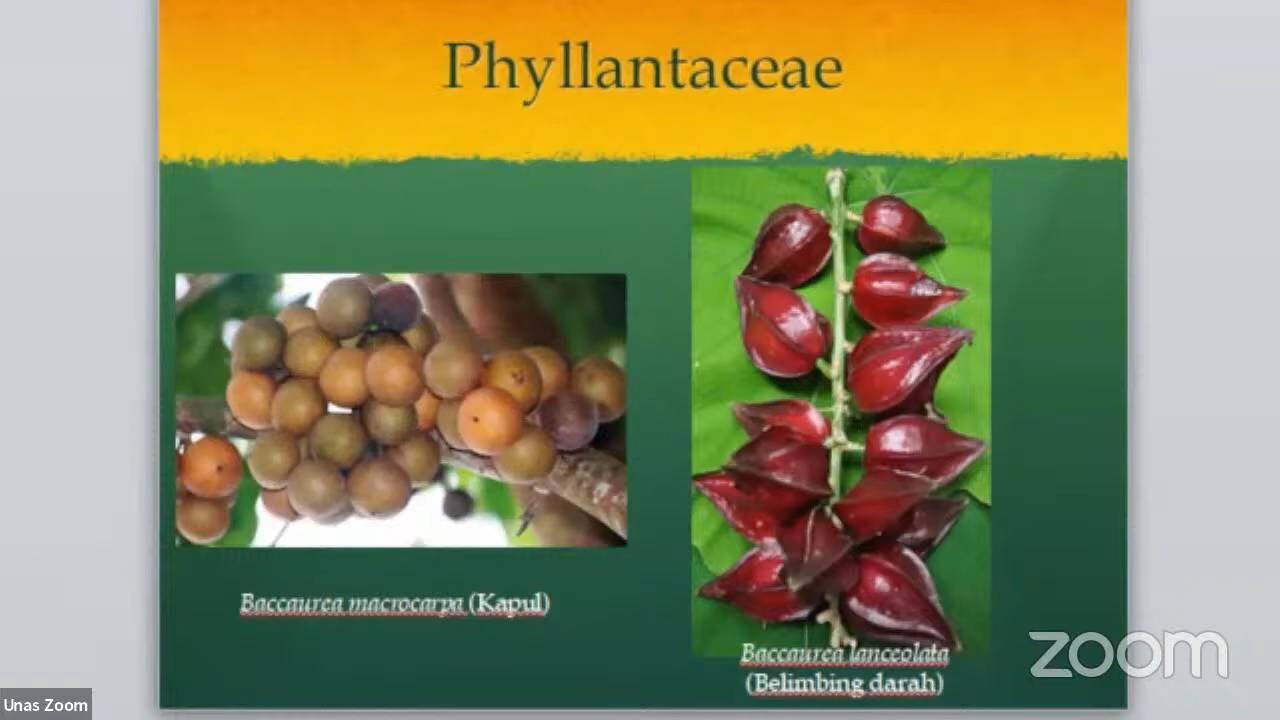 Phyllantaceae
Baccaurea macrocarpa (Kapul)
Baccaurea lanceolata
(Belimbing darah)
zoom
Unas Zoom